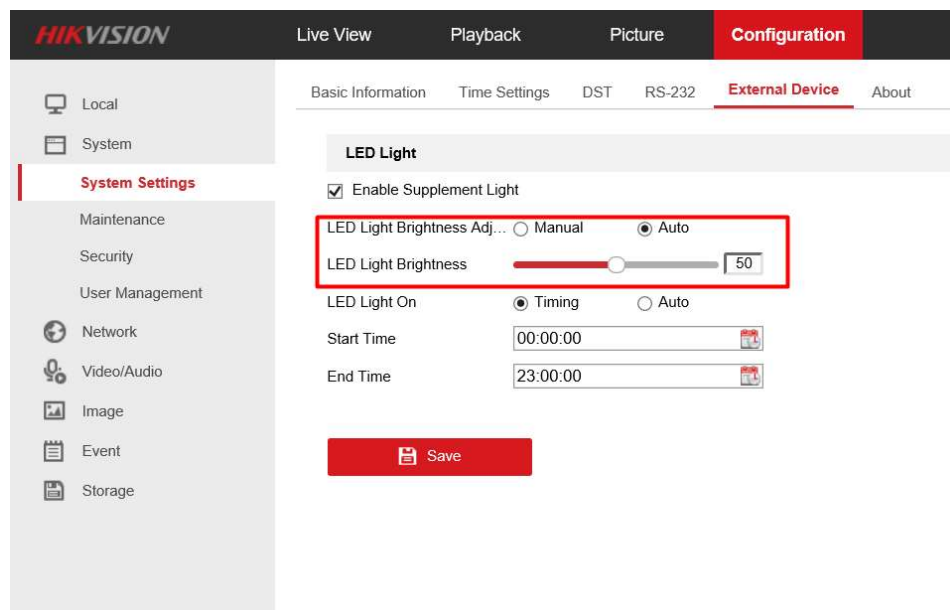 HIKVISION Live View Playback Picture Configuration
Basic Information Time Settings DST RS-232 External Device About
Local
System
System Settings
Maintenance
Security
User Management
Network
Video/Audio
Image
Event
Storage
LED Light
Enable Supplement Light
LED Light Brightness Adj... Manual Auto
LED Light Brightness 50
LED Light On Timing Auto
Start Time 00:00:00
End Time 23:00:00
Save